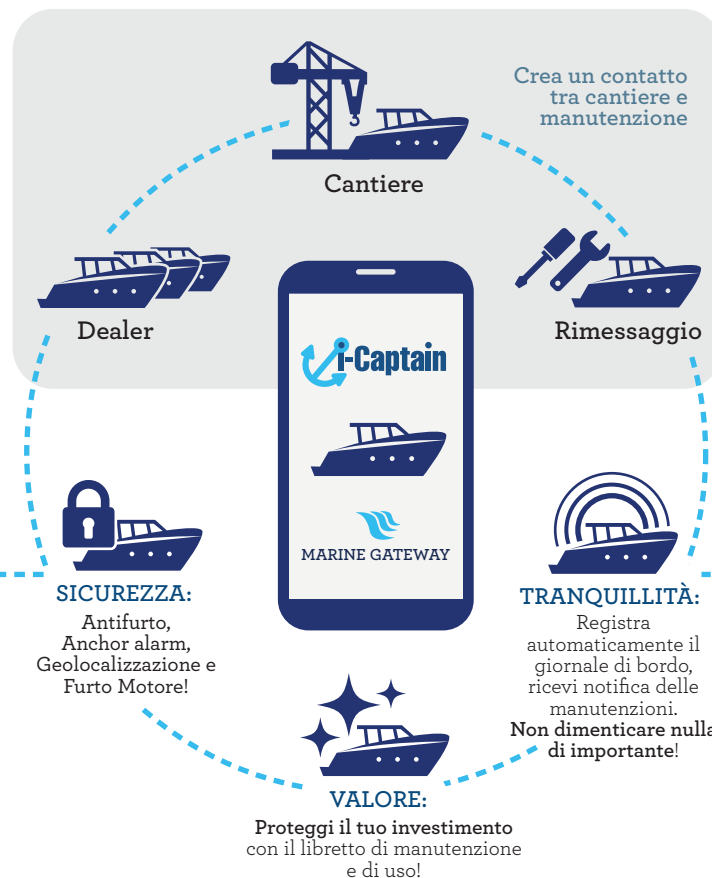 Crea un contatto
tra cantiere e
manutenzione
Cantiere
Dealer
Rimessaggio
i-Captain
MARINE GATEWAY
SICUREZZA:
Antifurto,
Anchor alarm,
Geolocalizzazione e
Furto Motore!
TRANQUILLITÀ:
Registra
automaticamente il
giornale di bordo,
ricevi notifica delle
manutenzioni.
Non dimenticare nulla
di importante!
VALORE:
Proteggi il tuo investimento
con il libretto di manutenzione
e di uso!